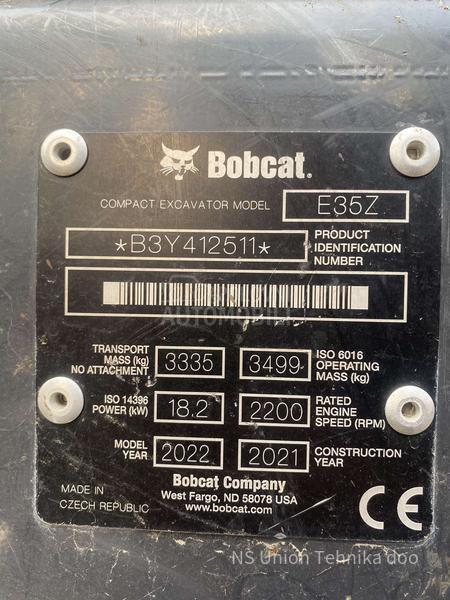 Bobcat.
COMPACT EXCAVATOR MODEL E35Z
*B3Y412511* PRODUCT IDENTIFICATION NUMBER
AUTOMOBILI
TRANSPORT MASS (kg) NO ATTACHMENT 3335 3499 ISO 6016 OPERATING MASS (kg)
ISO 14396 POWER (kW) 18.2 2200 RATED ENGINE SPEED (RPM)
MODEL YEAR 2022 2021 CONSTRUCTION YEAR
Bobcat Company
West Fargo, ND 58078 USA
www.bobcat.com
MADE IN
CZECH REPUBLIC
CE
NS Union Tehnika doo